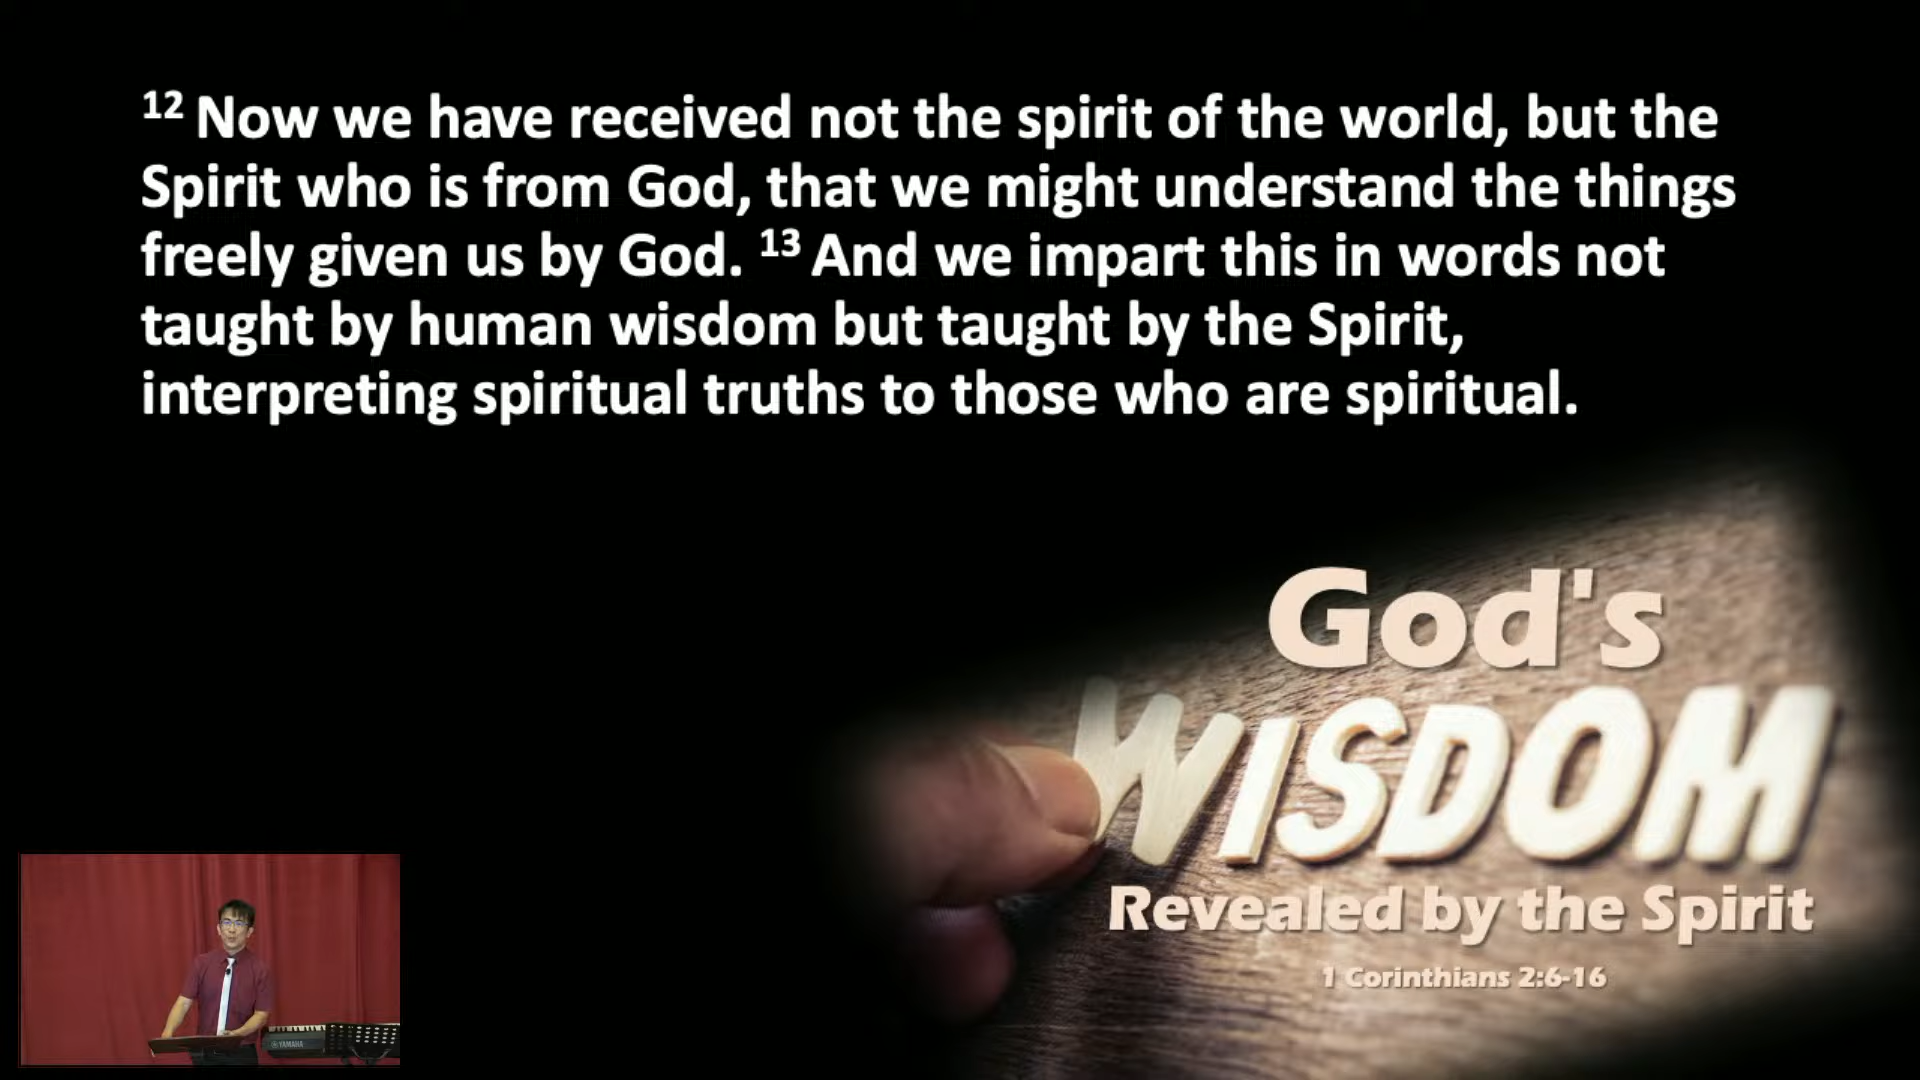 12 Now we have received not the spirit of the world, but the
Spirit who is from God, that we might understand the things
freely given us by God. 13 And we impart this in words not
taught by human wisdom but taught by the Spirit,
interpreting spiritual truths to those who are spiritual.
God's
WISDOM
Revealed by the Spirit
1 Corinthians 2:6-16
YAMAHA